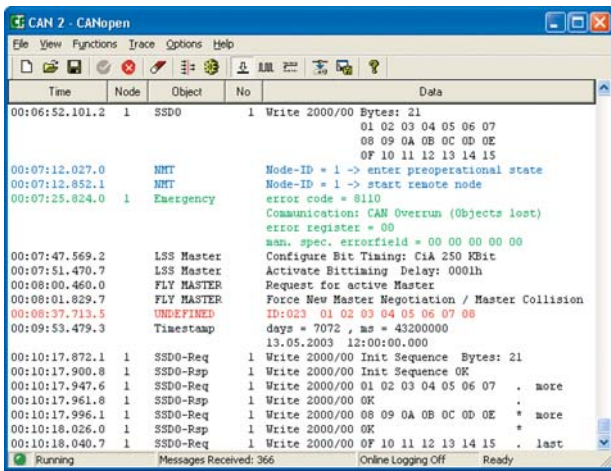 CAN 2 - CANopen
File View Functions Trace Options Help
Time Node Object No Data
00:06:52.101.2 1 SSDO 1 Write 2000/00 Bytes: 21
01 02 03 04 05 06 07
08 09 0A 0B 0C 0D 0E
0F 10 11 12 13 14 15
00:07:12.027.0 NMT Node-ID = 1 -> enter preoperational state
00:07:12.852.1 NMT Node-ID = 1 -> start remote node
00:07:25.824.0 1 Emergency error code = 8110
Communication: CAN Overrun (Objects lost)
error register = 00
man. spec. errorfield = 00 00 00 00 00
00:07:47.569.2 LSS Master Configure Bit Timing: CiA 250 KBit
00:07:51.470.7 LSS Master Activate Bittiming Delay: 0001h
00:08:00.460.0 FLY MASTER Request for active Master
00:08:01.829.7 FLY MASTER Force New Master Negotiation / Master Collision
00:08:37.713.5 UNDEFINED ID:023 01 02 03 04 05 06 07 08
00:09:53.479.3 Timestamp days = 7072 , ms = 43200000
13.05.2003 12:00:00.000
00:10:17.872.1 1 SSDO-Req 1 Write 2000/00 Init Sequence Bytes: 21
00:10:17.900.8 1 SSDO-Rsp 1 Write 2000/00 Init Sequence OK
00:10:17.947.6 1 SSDO-Req 1 Write 2000/00 01 02 03 04 05 06 07 . more
00:10:17.961.8 1 SSDO-Rsp 1 Write 2000/00 OK .
00:10:17.996.1 1 SSDO-Req 1 Write 2000/00 08 09 0A 0B 0C 0D 0E * more
00:10:18.026.0 1 SSDO-Rsp 1 Write 2000/00 OK *
00:10:18.040.7 1 SSDO-Req 1 Write 2000/00 0F 10 11 12 13 14 15 . last
Running Messages Received: 366 Online Logging Off Ready